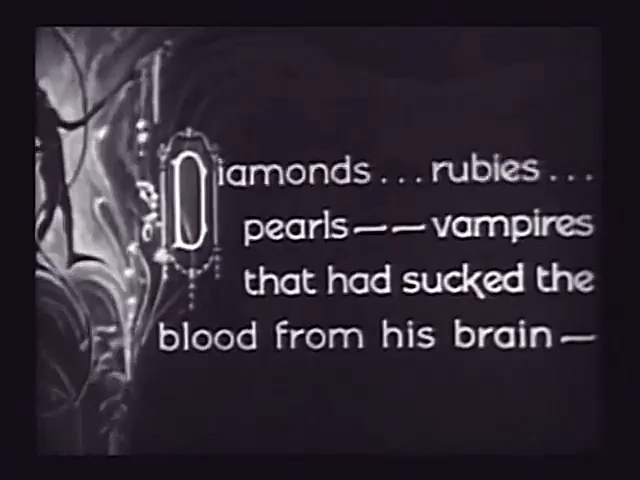 Diamonds...rubies...
pearls——vampires
that had sucked the
blood from his brain—